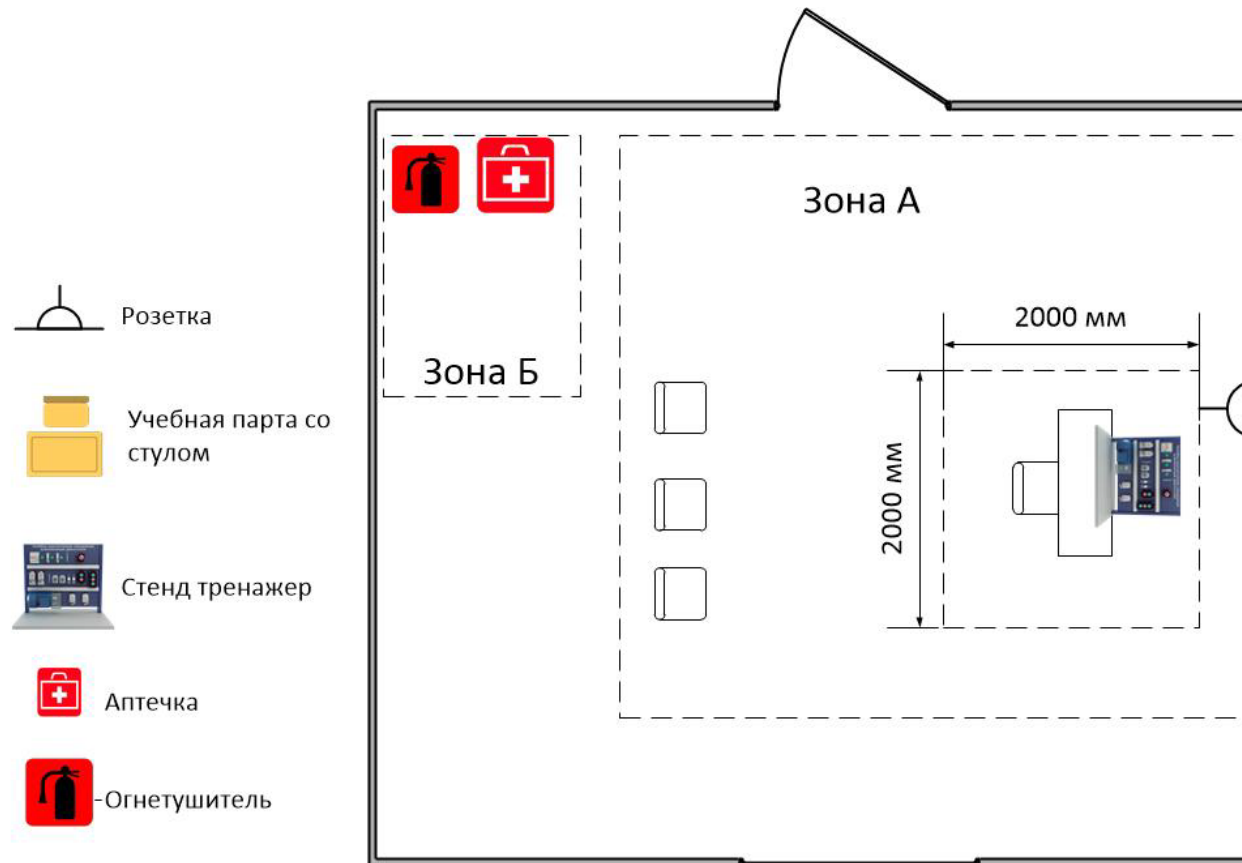 Зона А
2000 мм
Розетка
Зона Б
Учебная парта со
стулом
2000 мм
Стенд тренажер
Аптечка
-Огнетушитель